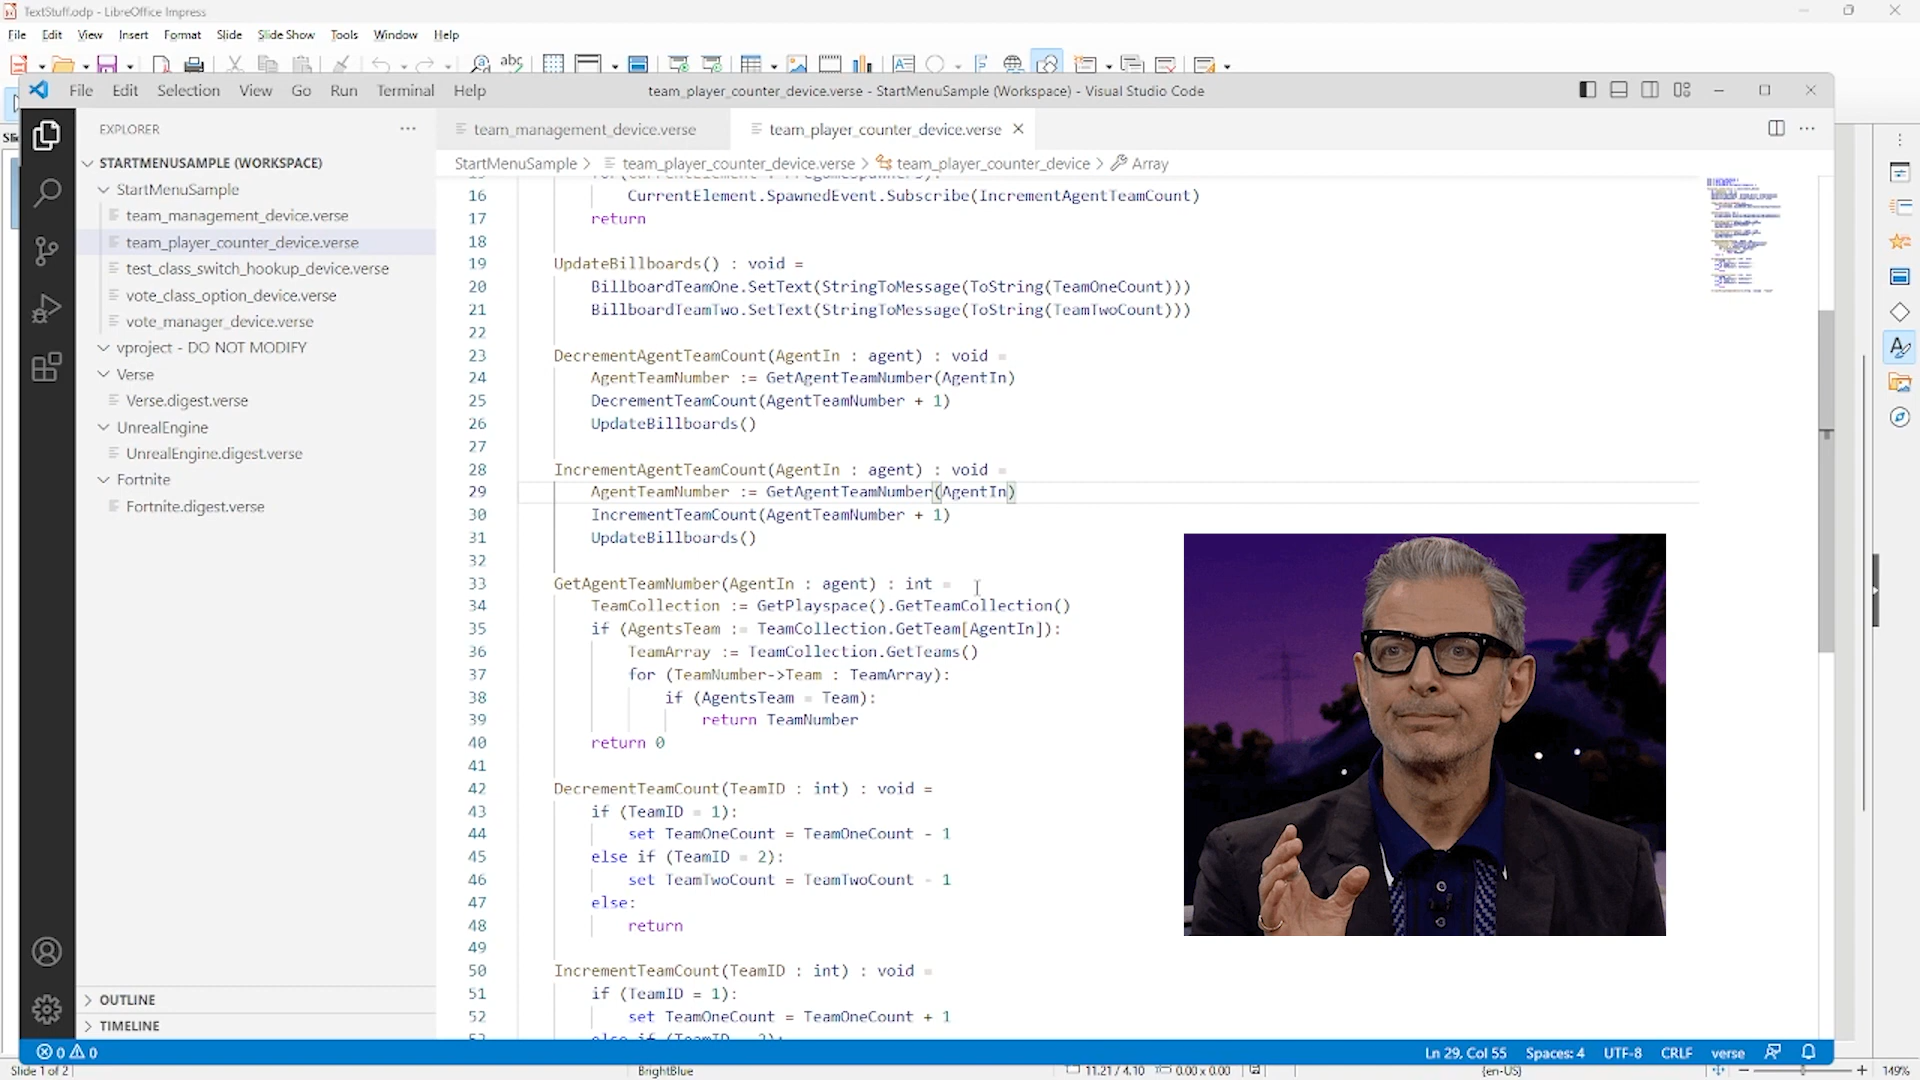 TextStuff.odp - LibreOffice Impress
File Edit View Insert Format Slide Slide Show Tools Window Help
File Edit Selection View Go Run Terminal Help
team_player_counter_device.verse - StartMenuSample (Workspace) - Visual Studio Code
EXPLORER
team_management_device.verse
team_player_counter_device.verse
STARTMENUSAMPLE (WORKSPACE)
StartMenuSample
team_management_device.verse
team_player_counter_device.verse
test_class_switch_hookup_device.verse
vote_class_option_device.verse
vote_manager_device.verse
vproject - DO NOT MODIFY
Verse
Verse.digest.verse
UnrealEngine
UnrealEngine.digest.verse
Fortnite
Fortnite.digest.verse
OUTLINE
TIMELINE
StartMenuSample > team_player_counter_device.verse > team_player_counter_device > Array
16 CurrentElement.SpawnedEvent.Subscribe(IncrementAgentTeamCount)
17 return
18
19 UpdateBillboards() : void =
20 BillboardTeamOne.SetText(StringToMessage(ToString(TeamOneCount)))
21 BillboardTeamTwo.SetText(StringToMessage(ToString(TeamTwoCount)))
22
23 DecrementAgentTeamCount(AgentIn : agent) : void =
24 AgentTeamNumber := GetAgentTeamNumber(AgentIn)
25 DecrementTeamCount(AgentTeamNumber + 1)
26 UpdateBillboards()
27
28 IncrementAgentTeamCount(AgentIn : agent) : void =
29 AgentTeamNumber := GetAgentTeamNumber(AgentIn)
30 IncrementTeamCount(AgentTeamNumber + 1)
31 UpdateBillboards()
32
33 GetAgentTeamNumber(AgentIn : agent) : int =
34 TeamCollection := GetPlayspace().GetTeamCollection()
35 if (AgentsTeam := TeamCollection.GetTeam[AgentIn]):
36 TeamArray := TeamCollection.GetTeams()
37 for (TeamNumber->Team : TeamArray):
38 if (AgentsTeam = Team):
39 return TeamNumber
40 return 0
41
42 DecrementTeamCount(TeamID : int) : void =
43 if (TeamID = 1):
44 set TeamOneCount = TeamOneCount - 1
45 else if (TeamID = 2):
46 set TeamTwoCount = TeamTwoCount - 1
47 else:
48 return
49
50 IncrementTeamCount(TeamID : int) : void =
51 if (TeamID = 1):
52 set TeamOneCount = TeamOneCount + 1
0 0
Ln 29, Col 55 Spaces: 4 UTF-8 CRLF verse
Slide 1 of 2 BrightBlue 11.21 / 4.10 0.00 x 0.00 (en-US) 149%